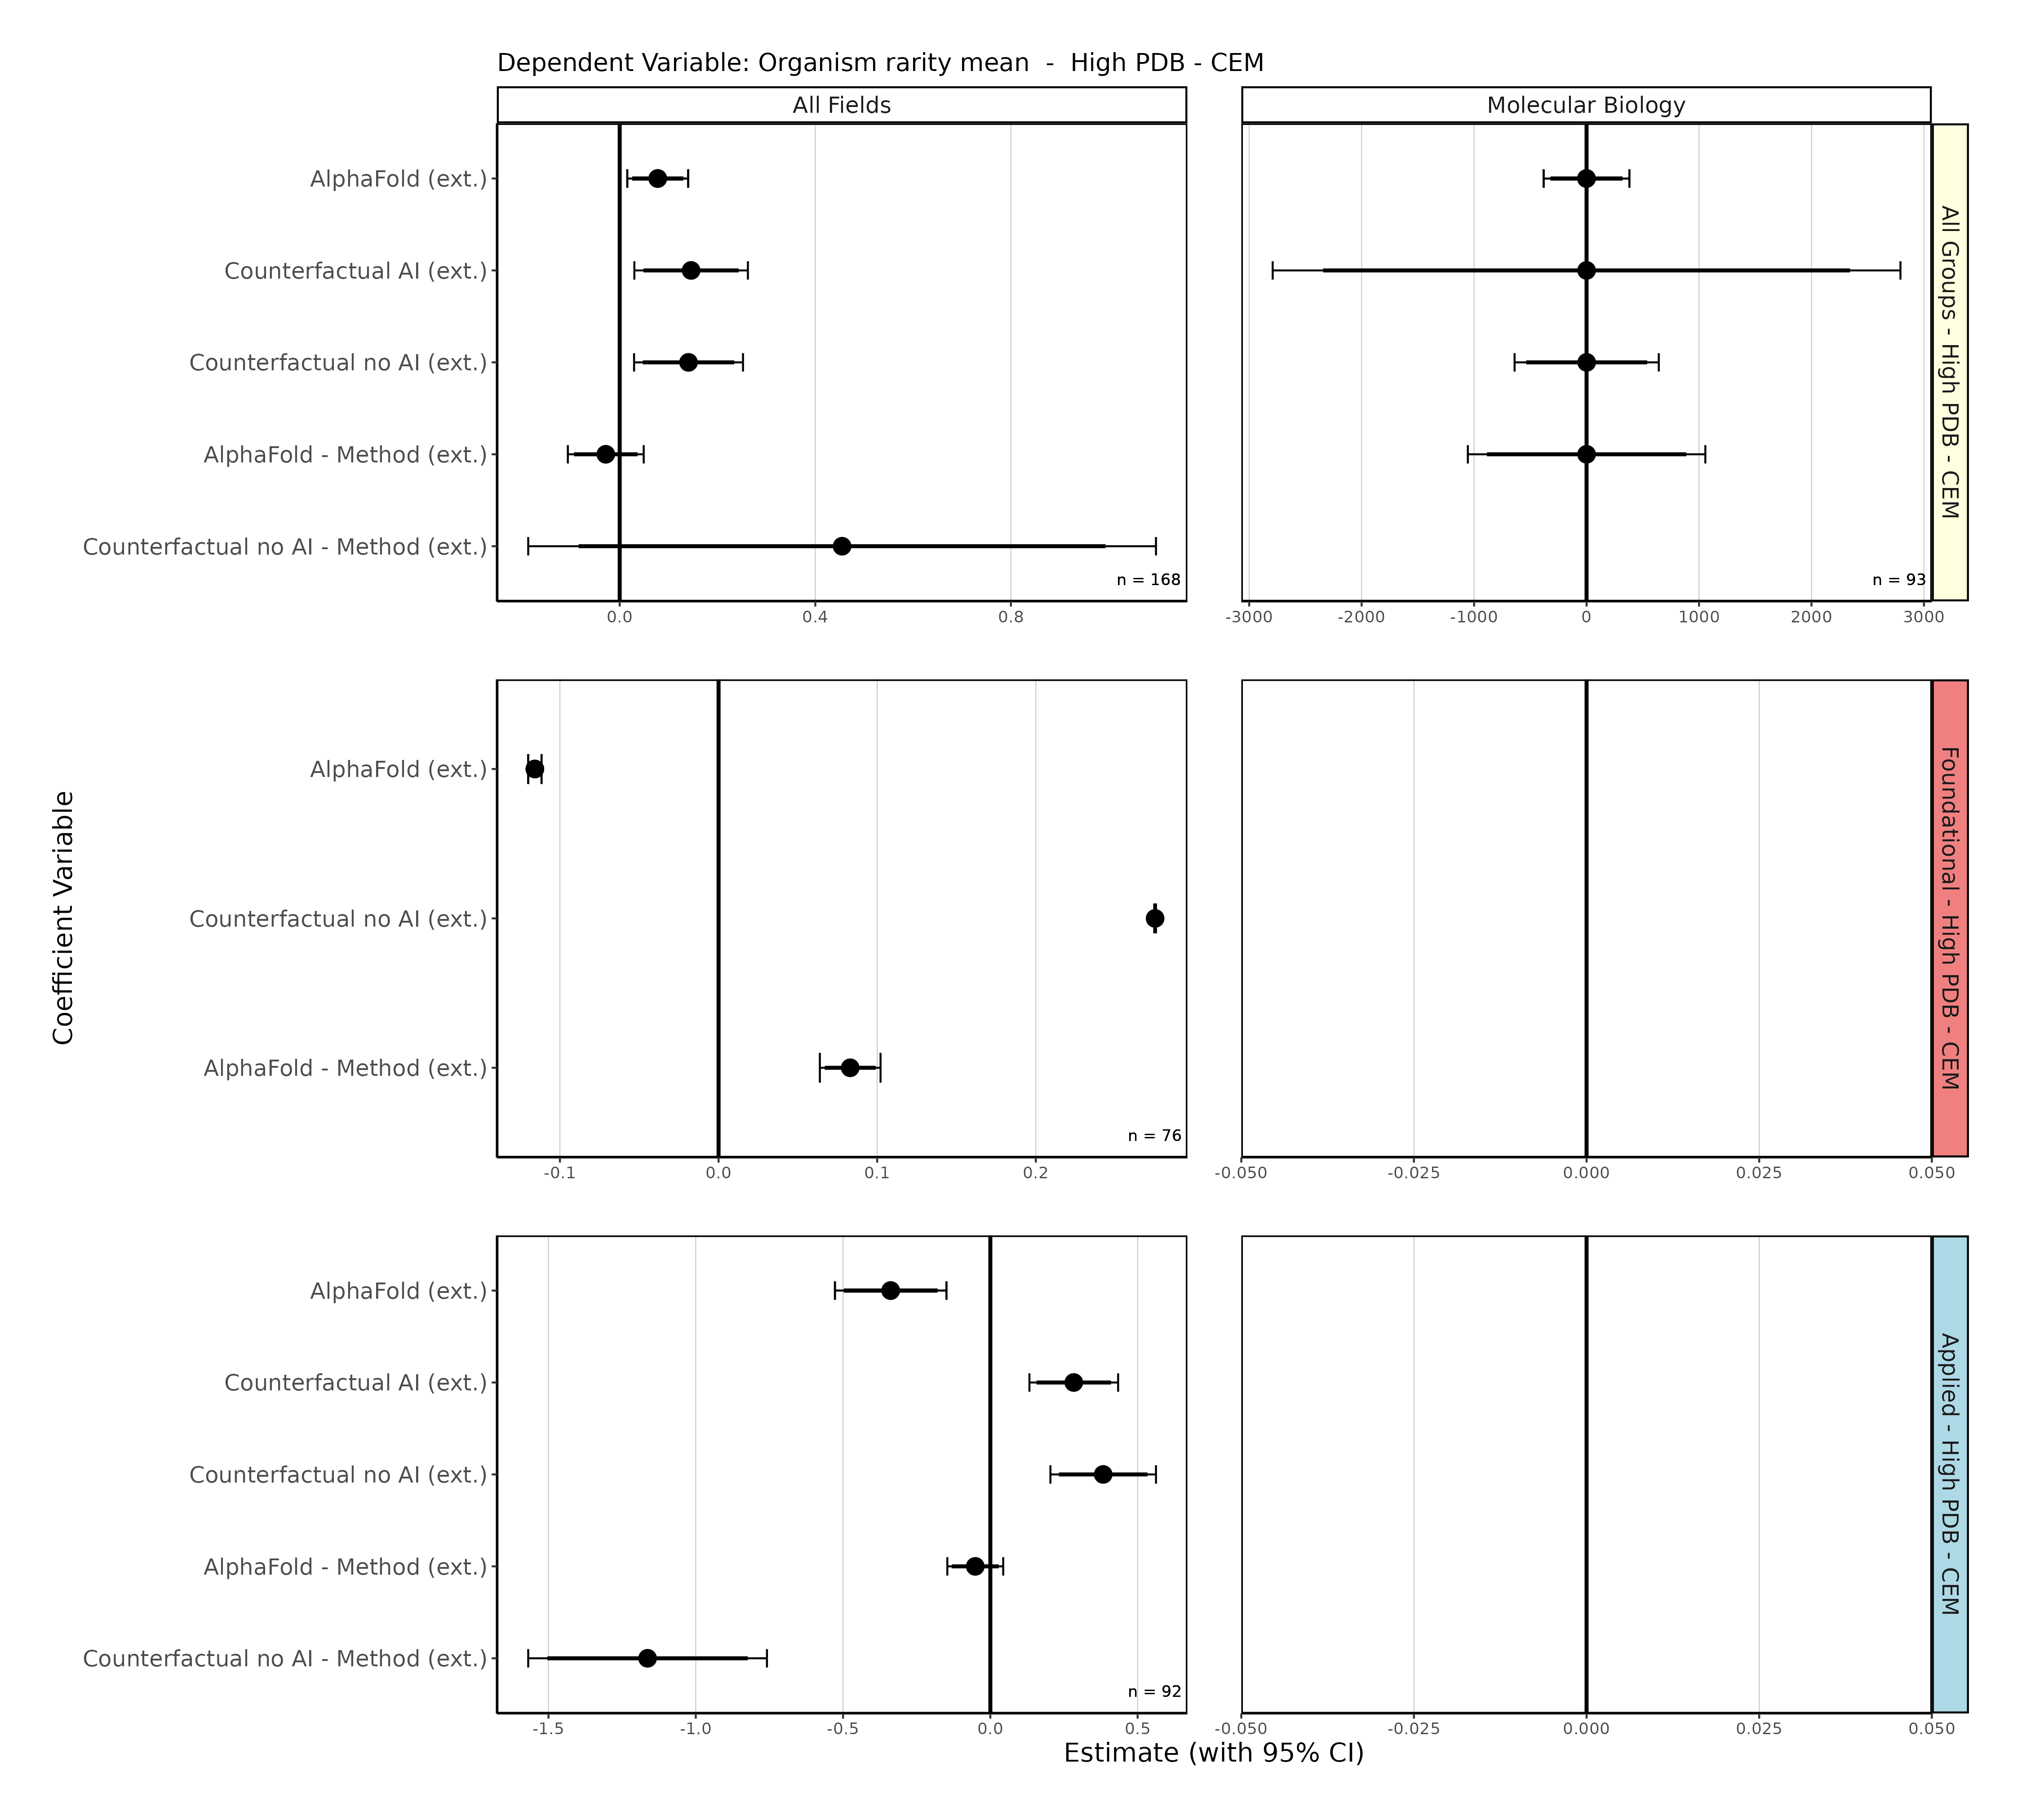 Dependent Variable: Organism rarity mean  -  High PDB - CEM
All Fields
Molecular Biology
AlphaFold (ext.)
Counterfactual AI (ext.)
Counterfactual no AI (ext.)
AlphaFold - Method (ext.)
Counterfactual no AI - Method (ext.)
n = 168
n = 93
0.0 0.4 0.8
-3000 -2000 -1000 0 1000 2000 3000
All Groups - High PDB - CEM
Coefficient Variable
AlphaFold (ext.)
Counterfactual no AI (ext.)
AlphaFold - Method (ext.)
n = 76
-0.1 0.0 0.1 0.2
-0.050 -0.025 0.000 0.025 0.050
Foundational - High PDB - CEM
AlphaFold (ext.)
Counterfactual AI (ext.)
Counterfactual no AI (ext.)
AlphaFold - Method (ext.)
Counterfactual no AI - Method (ext.)
n = 92
-1.5 -1.0 -0.5 0.0 0.5
-0.050 -0.025 0.000 0.025 0.050
Applied - High PDB - CEM
Estimate (with 95% CI)